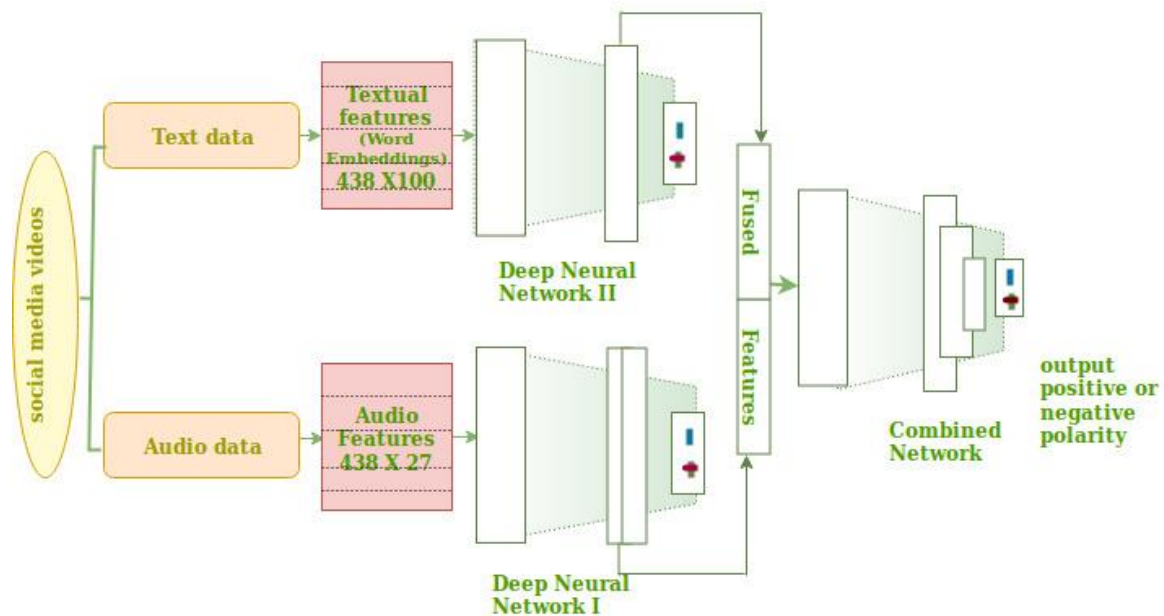 social media videos
Text data
Textual
features
(Word
Embeddings)
438 X100
Deep Neural
Network II
Audio data
Audio
Features
438 X 27
Deep Neural
Network I
Fused
Features
Combined
Network
output
positive or
negative
polarity